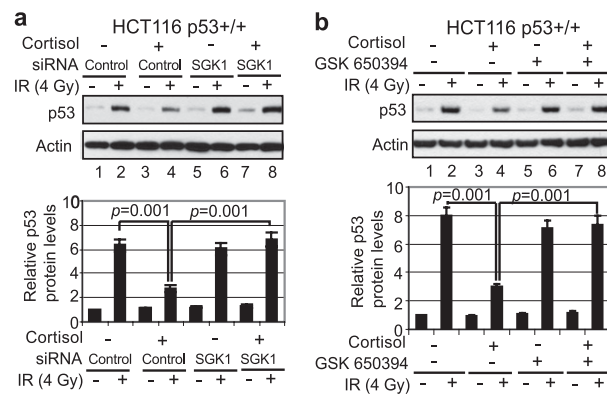 a
HCT116 p53+/+
Cortisol - + - +
siRNA Control Control SGK1 SGK1
IR (4 Gy) - + - + - + - +
p53
Actin
1 2 3 4 5 6 7 8
Relative p53
protein levels
10
8
6
4
2
0
p=0.001 p=0.001
Cortisol - + - +
siRNA Control Control SGK1 SGK1
IR (4 Gy) - + - + - + - +
b
HCT116 p53+/+
Cortisol - + - +
GSK 650394 - - + +
IR (4 Gy) - + - + - + - +
p53
Actin
1 2 3 4 5 6 7 8
Relative p53
protein levels
10
8
6
4
2
0
p=0.001 p=0.001
Cortisol - + - +
GSK 650394 - - + +
IR (4 Gy) - + - + - + - +